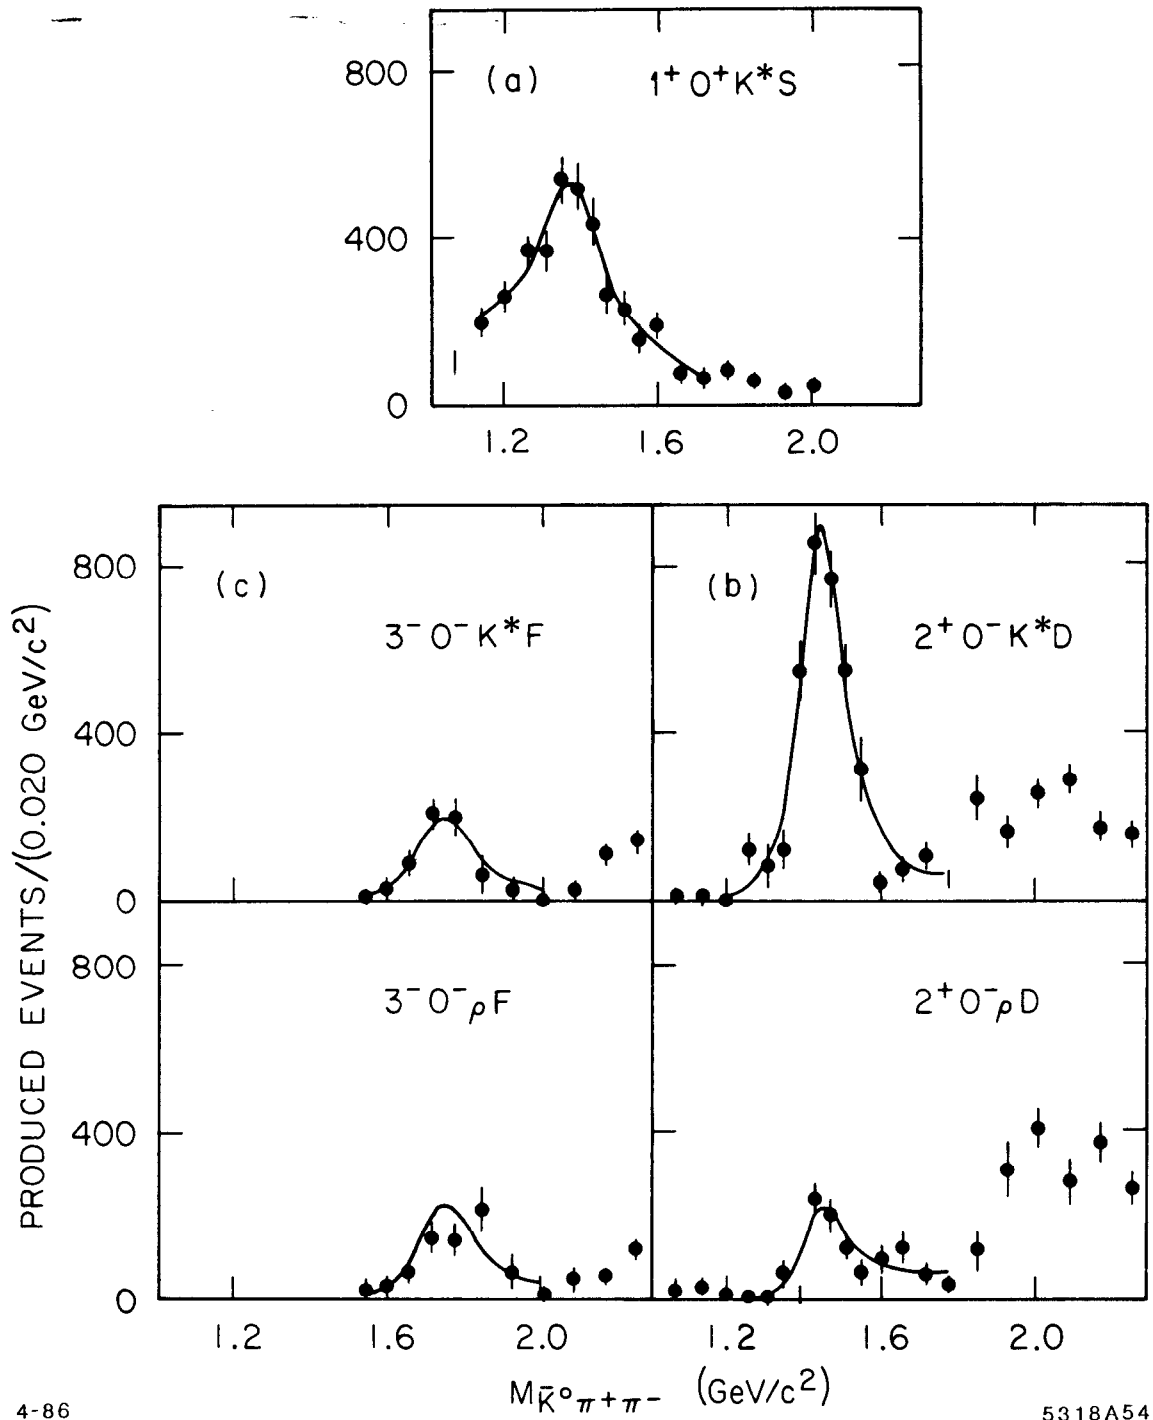 800
(a) 1⁺0⁺K*S
400
0
1.2 1.6 2.0
PRODUCED EVENTS/(0.020 GeV/c²)
800
(c) (b)
3⁻0⁻K*F 2⁺0⁻K*D
400
0
800
3⁻0⁻ρF 2⁺0⁻ρD
400
0
1.2 1.6 2.0 1.2 1.6 2.0
M_K̄⁰π+π- (GeV/c²)
4-86 5318A54